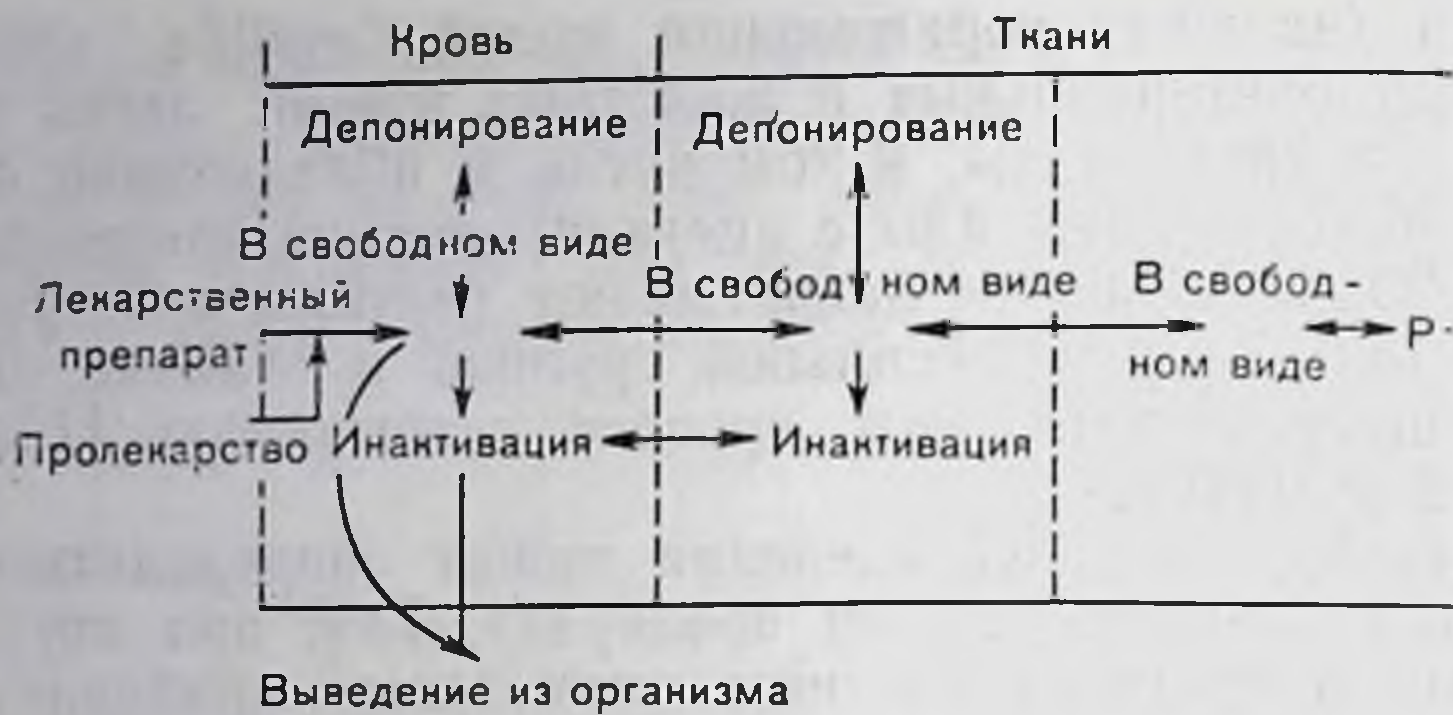 Кровь
Ткани
Депонирование
Депонирование
В свободном виде
Лекарственный
препарат
В свободном виде
В свобод-
ном виде
Р
Пролекарство
Инактивация
Инактивация
Выведение из организма